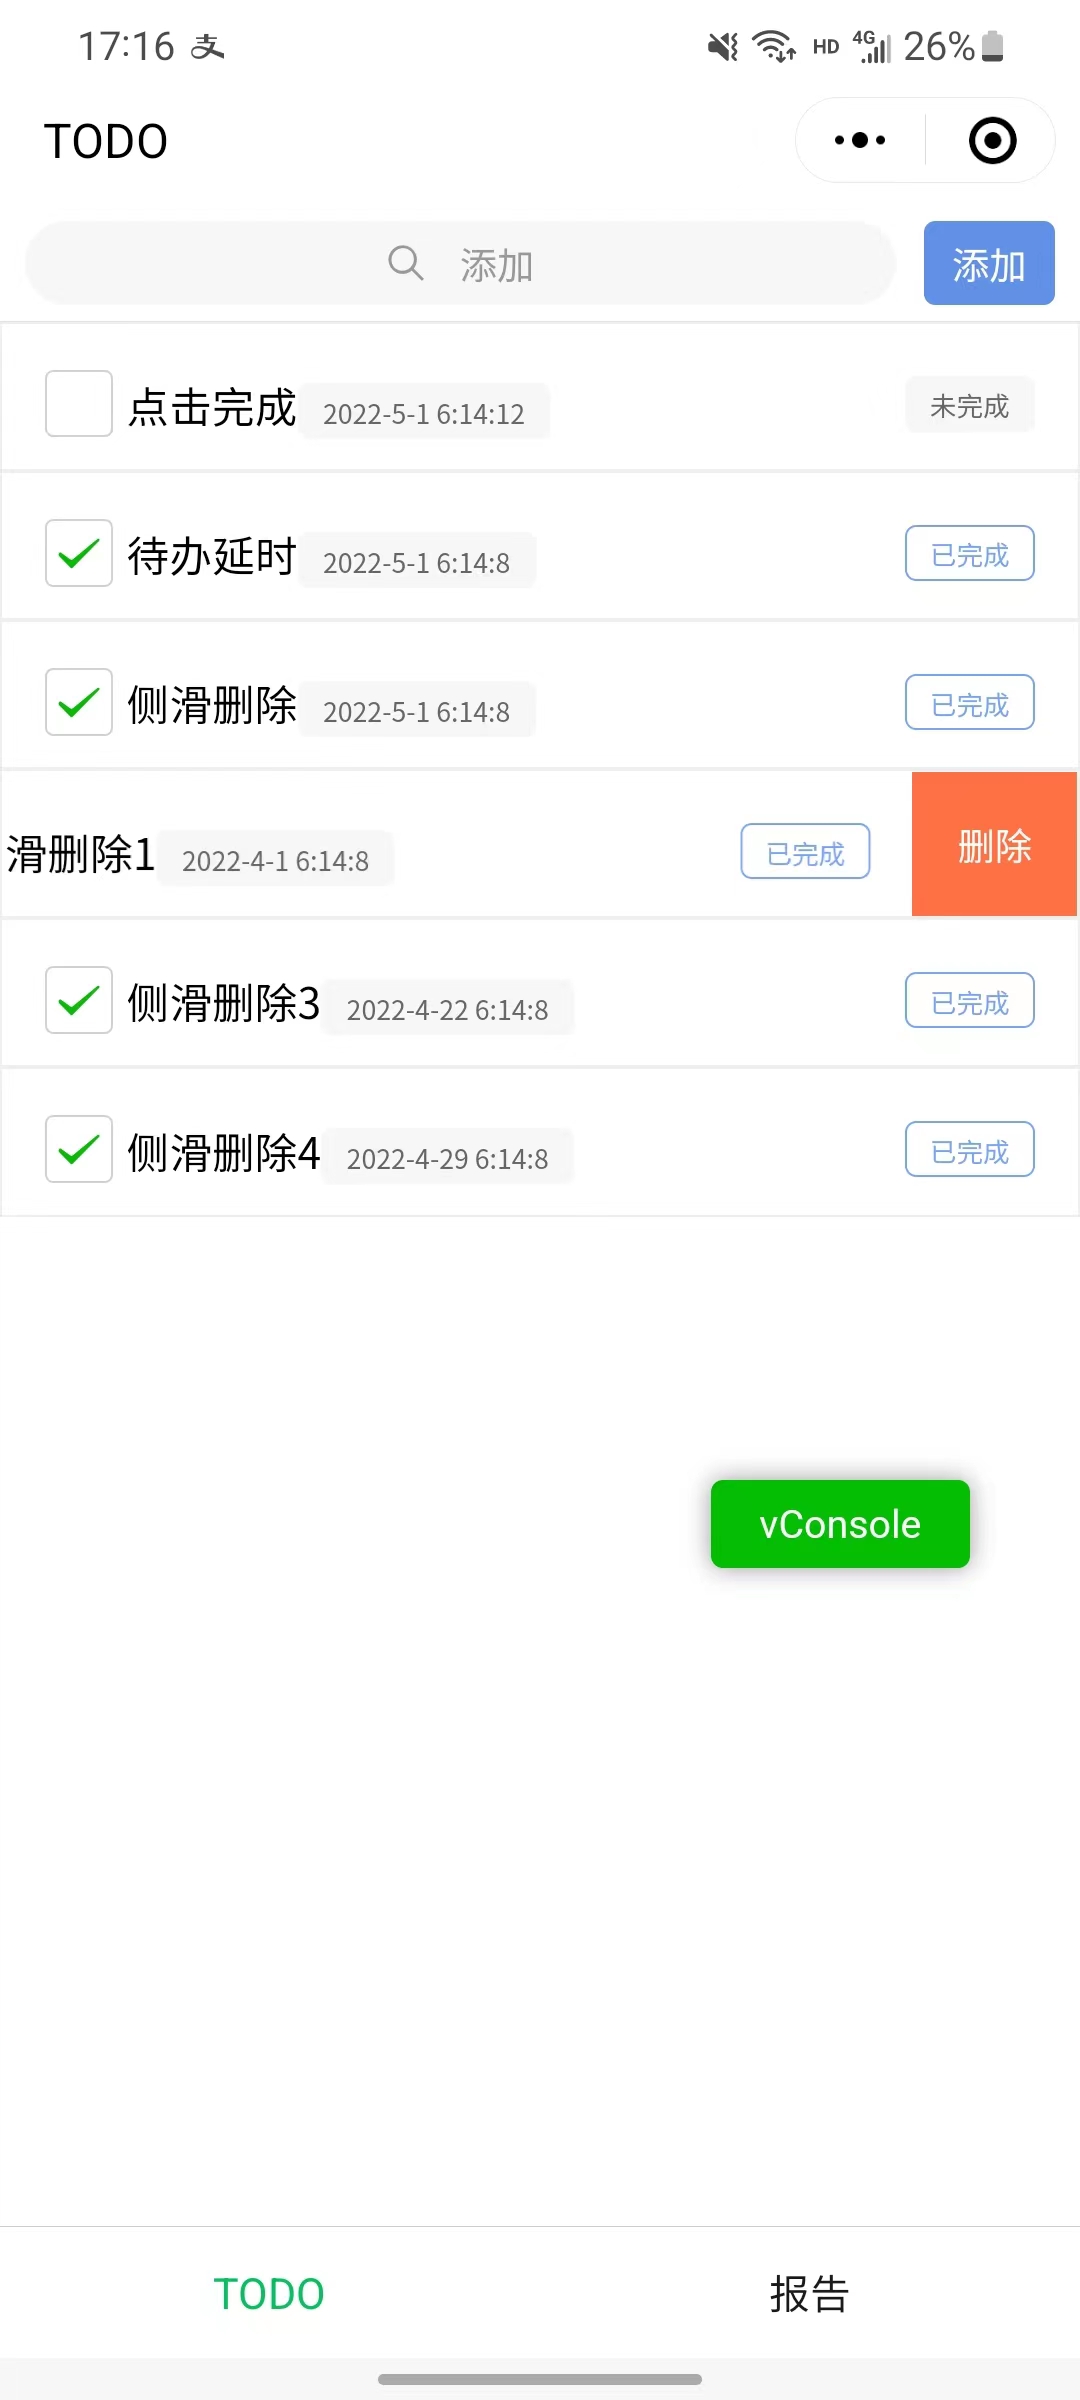 17:16 支 HD 4G 26%
TODO
添加 添加
点击完成 2022-5-1 6:14:12 未完成
待办延时 2022-5-1 6:14:8 已完成
侧滑删除 2022-5-1 6:14:8 已完成
滑删除1 2022-4-1 6:14:8 已完成 删除
侧滑删除3 2022-4-22 6:14:8 已完成
侧滑删除4 2022-4-29 6:14:8 已完成
vConsole
TODO 报告